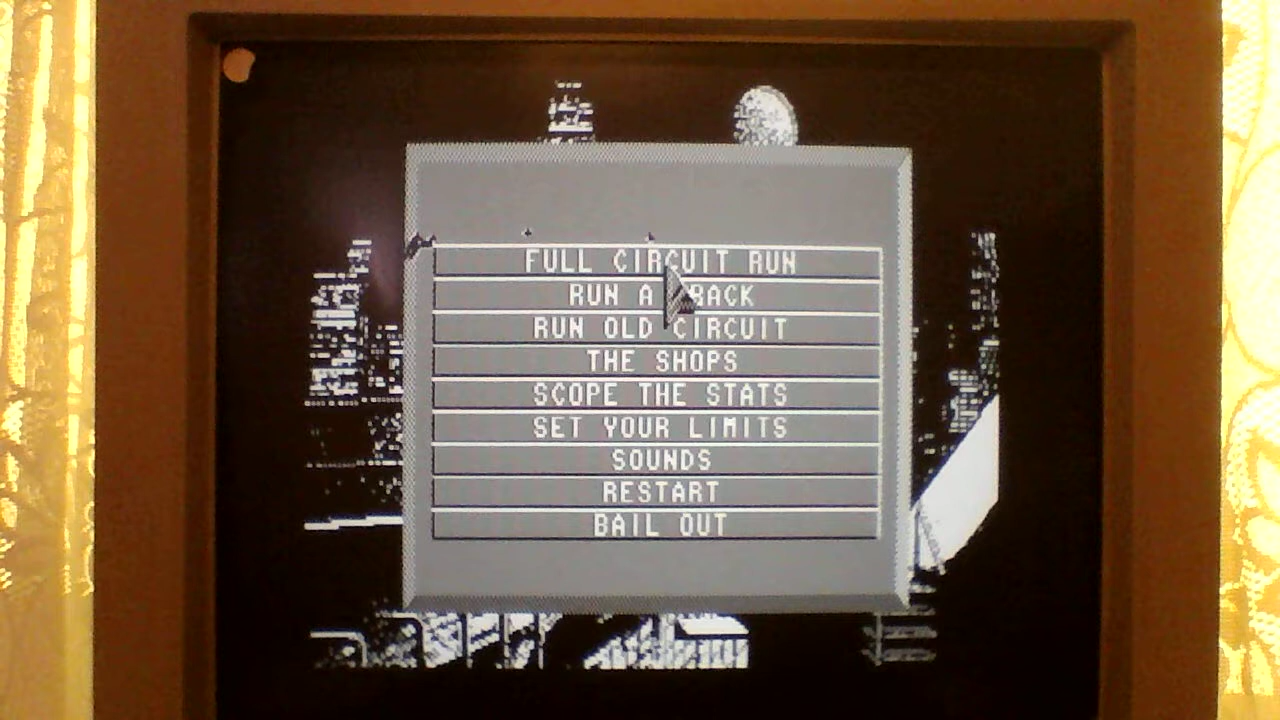 FULL CIRCUIT RUN
RUN A TRACK
RUN OLD CIRCUIT
THE SHOPS
SCOPE THE STATS
SET YOUR LIMITS
SOUNDS
RESTART
BAIL OUT